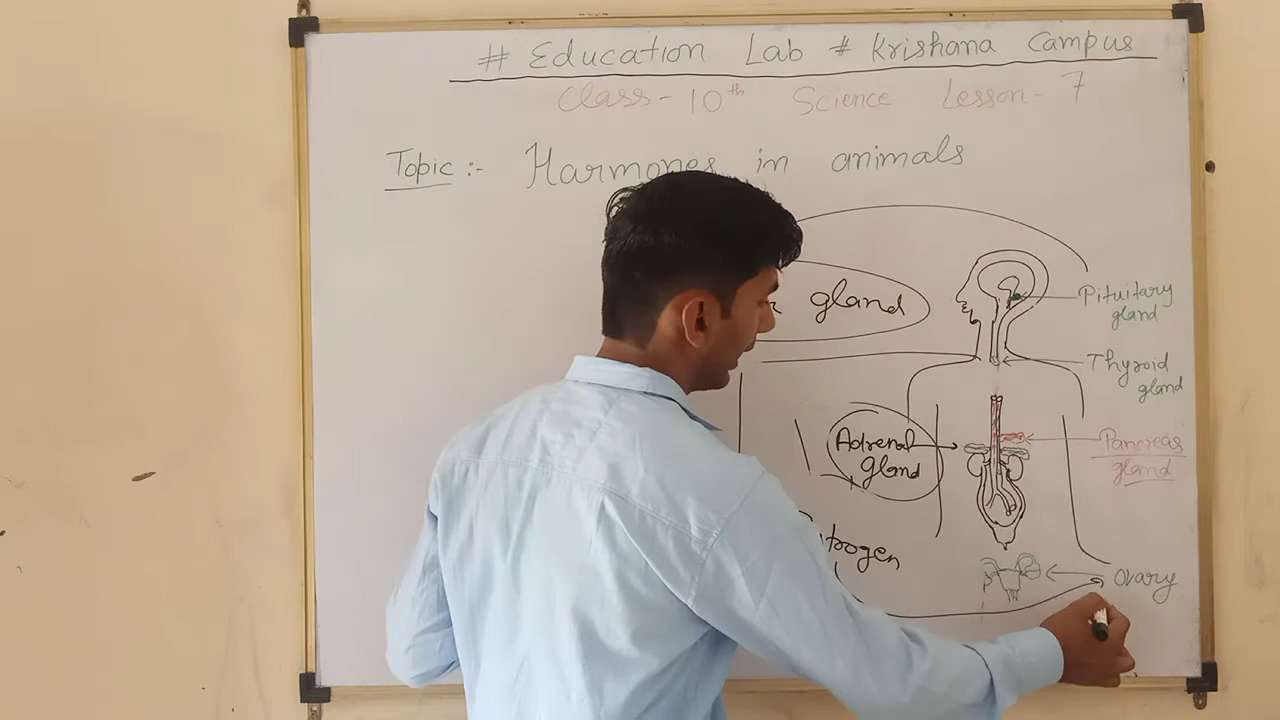 # Education Lab # Krishana Campus
Class - 10th Science Lesson - 7
Topic :- Harmones in animals
gland
Pituitary
gland
Thyroid
gland
Adrenal
gland
Pancreas
gland
trogen
Ovary